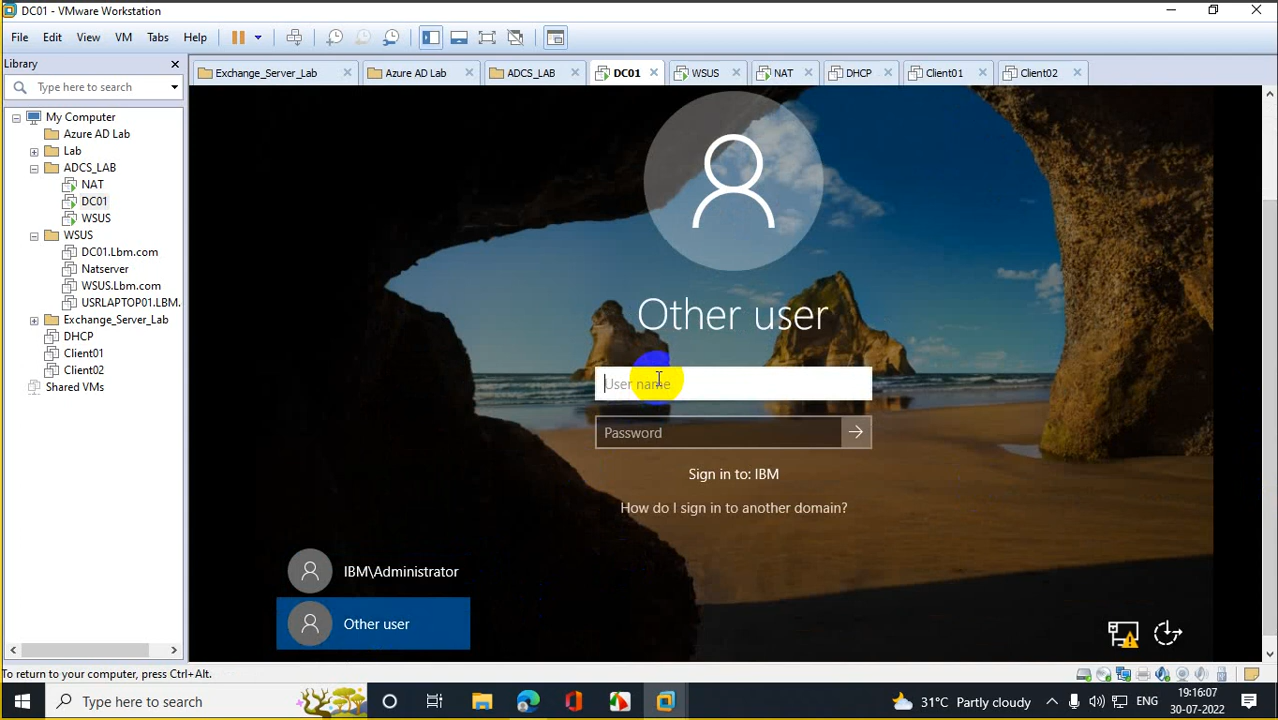 DC01 - VMware Workstation
File Edit View VM Tabs Help
Library
Type here to search
My Computer
Azure AD Lab
Lab
ADCS_LAB
NAT
DC01
WSUS
WSUS
DC01.Lbm.com
Natserver
WSUS.Lbm.com
USRLAPTOP01.LBM.
Exchange_Server_Lab
DHCP
Client01
Client02
Shared VMs
Exchange_Server_Lab Azure AD Lab ADCS_LAB DC01 WSUS NAT DHCP Client01 Client02
Other user
User name
Password
Sign in to: IBM
How do I sign in to another domain?
IBM\Administrator
Other user
To return to your computer, press Ctrl+Alt.
Type here to search
31°C Partly cloudy
ENG
19:16:07
30-07-2022